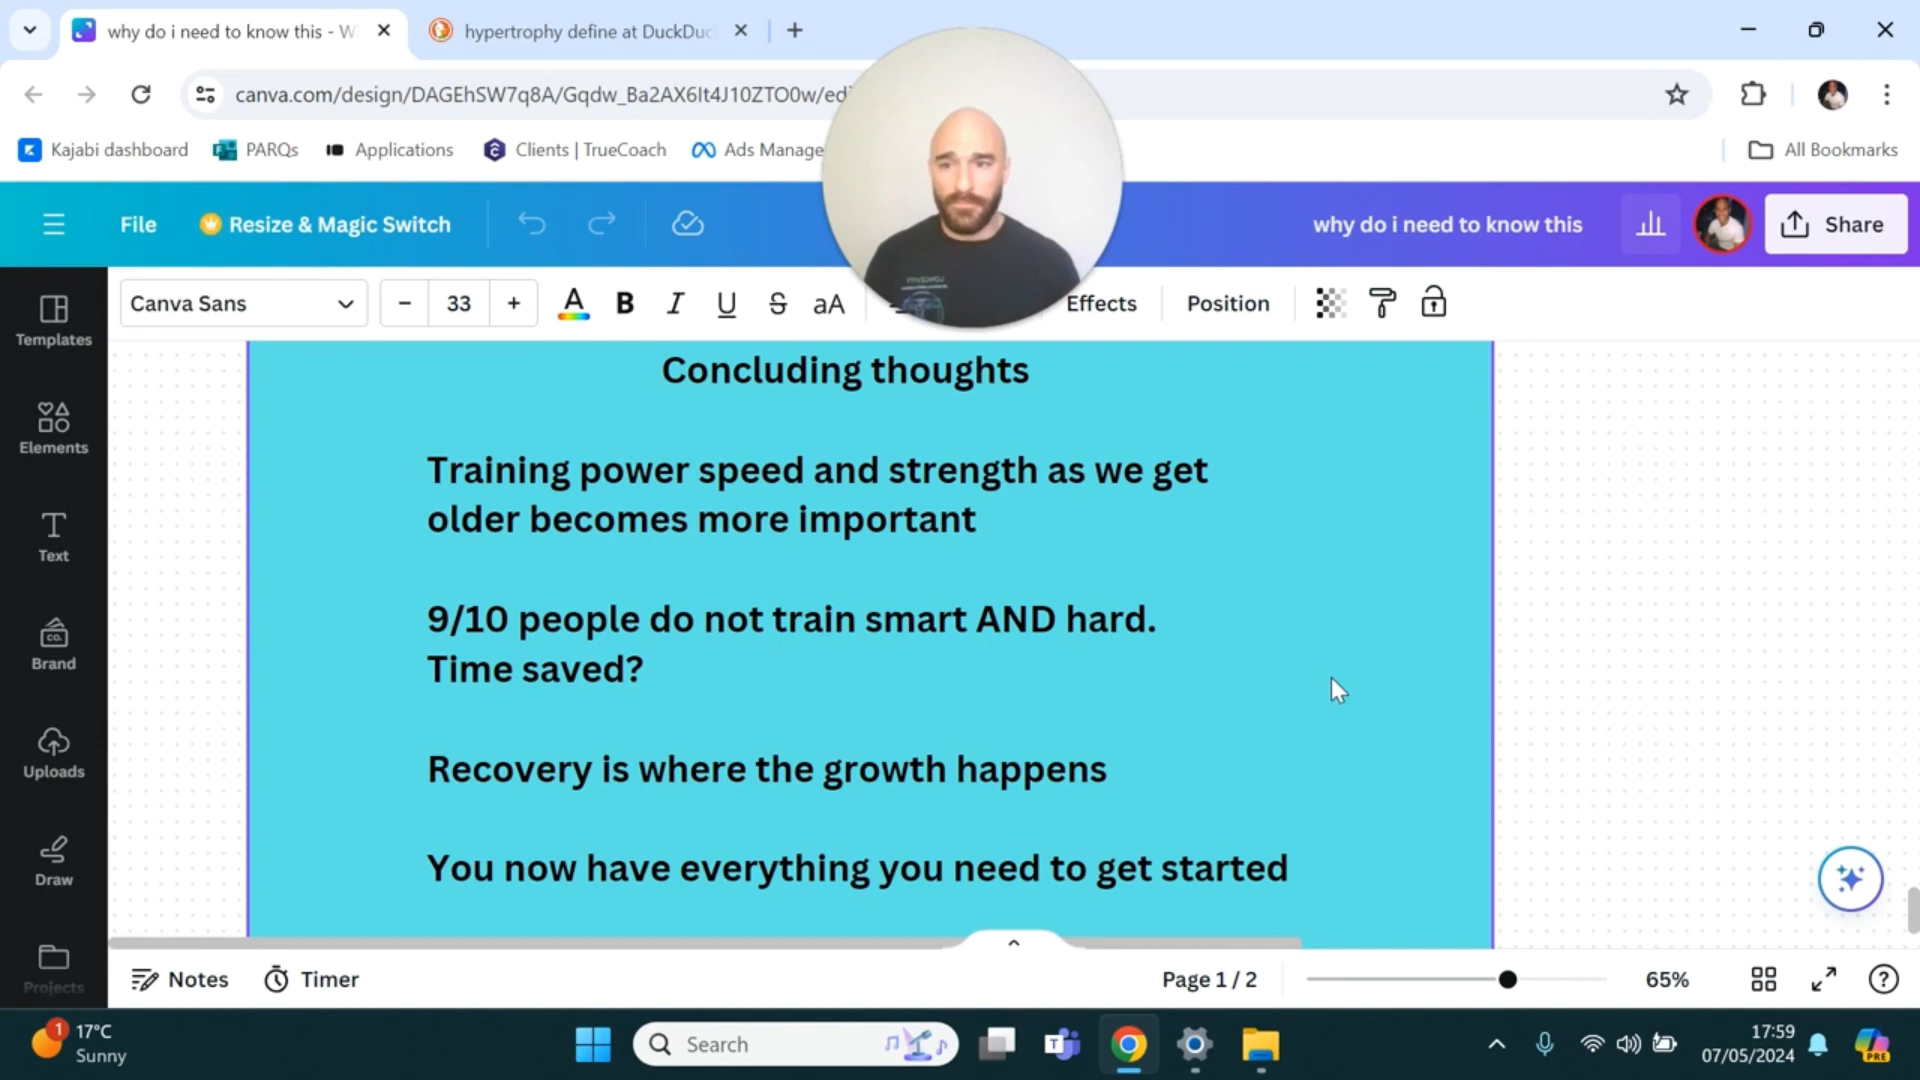 why do i need to know this - W
hypertrophy define at DuckDuc
canva.com/design/DAGEhSW7q8A/Gqdw_Ba2AX6It4J10ZTO0w/edi
Kajabi dashboard
PARQs
Applications
Clients | TrueCoach
Ads Manage
All Bookmarks
File
Resize & Magic Switch
why do i need to know this
Share
Canva Sans
33
A B I U S aA
Effects
Position
Templates
Elements
Text
Brand
Uploads
Draw
Projects
Concluding thoughts
Training power speed and strength as we get
older becomes more important
9/10 people do not train smart AND hard.
Time saved?
Recovery is where the growth happens
You now have everything you need to get started
Notes
Timer
Page 1 / 2
65%
1
17°C
Sunny
Search
17:59
07/05/2024
PRE